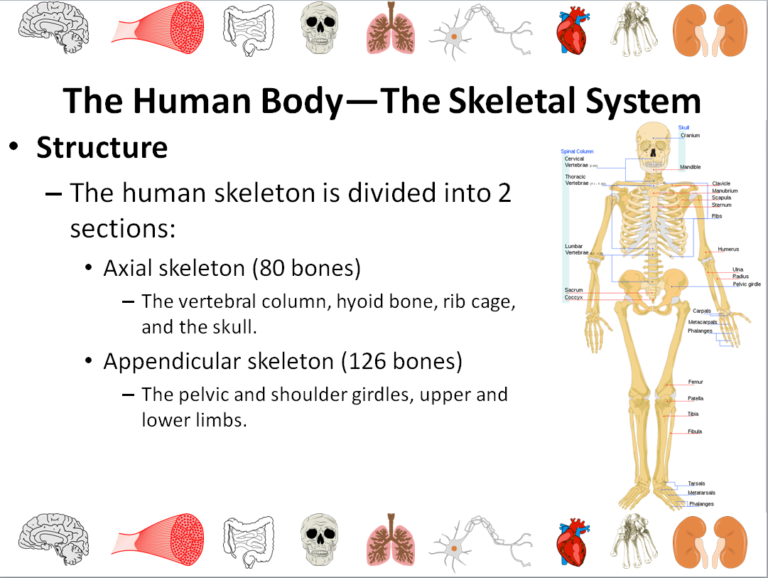 The Human Body—The Skeletal System
• Structure
– The human skeleton is divided into 2
sections:
• Axial skeleton (80 bones)
– The vertebral column, hyoid bone, rib cage,
and the skull.
• Appendicular skeleton (126 bones)
– The pelvic and shoulder girdles, upper and
lower limbs.
Skull
Cranium
Mandible
Spinal Column
Cervical
Vertebrae
Thoracic
Vertebrae
Lumbar
Vertebrae
Sacrum
Coccyx
Clavicle
Manubrium
Scapula
Sternum
Ribs
Humerus
Ulna
Radius
Pelvic girdle
Carpals
Metacarpals
Phalanges
Femur
Patella
Tibia
Fibula
Tarsals
Metatarsals
Phalanges